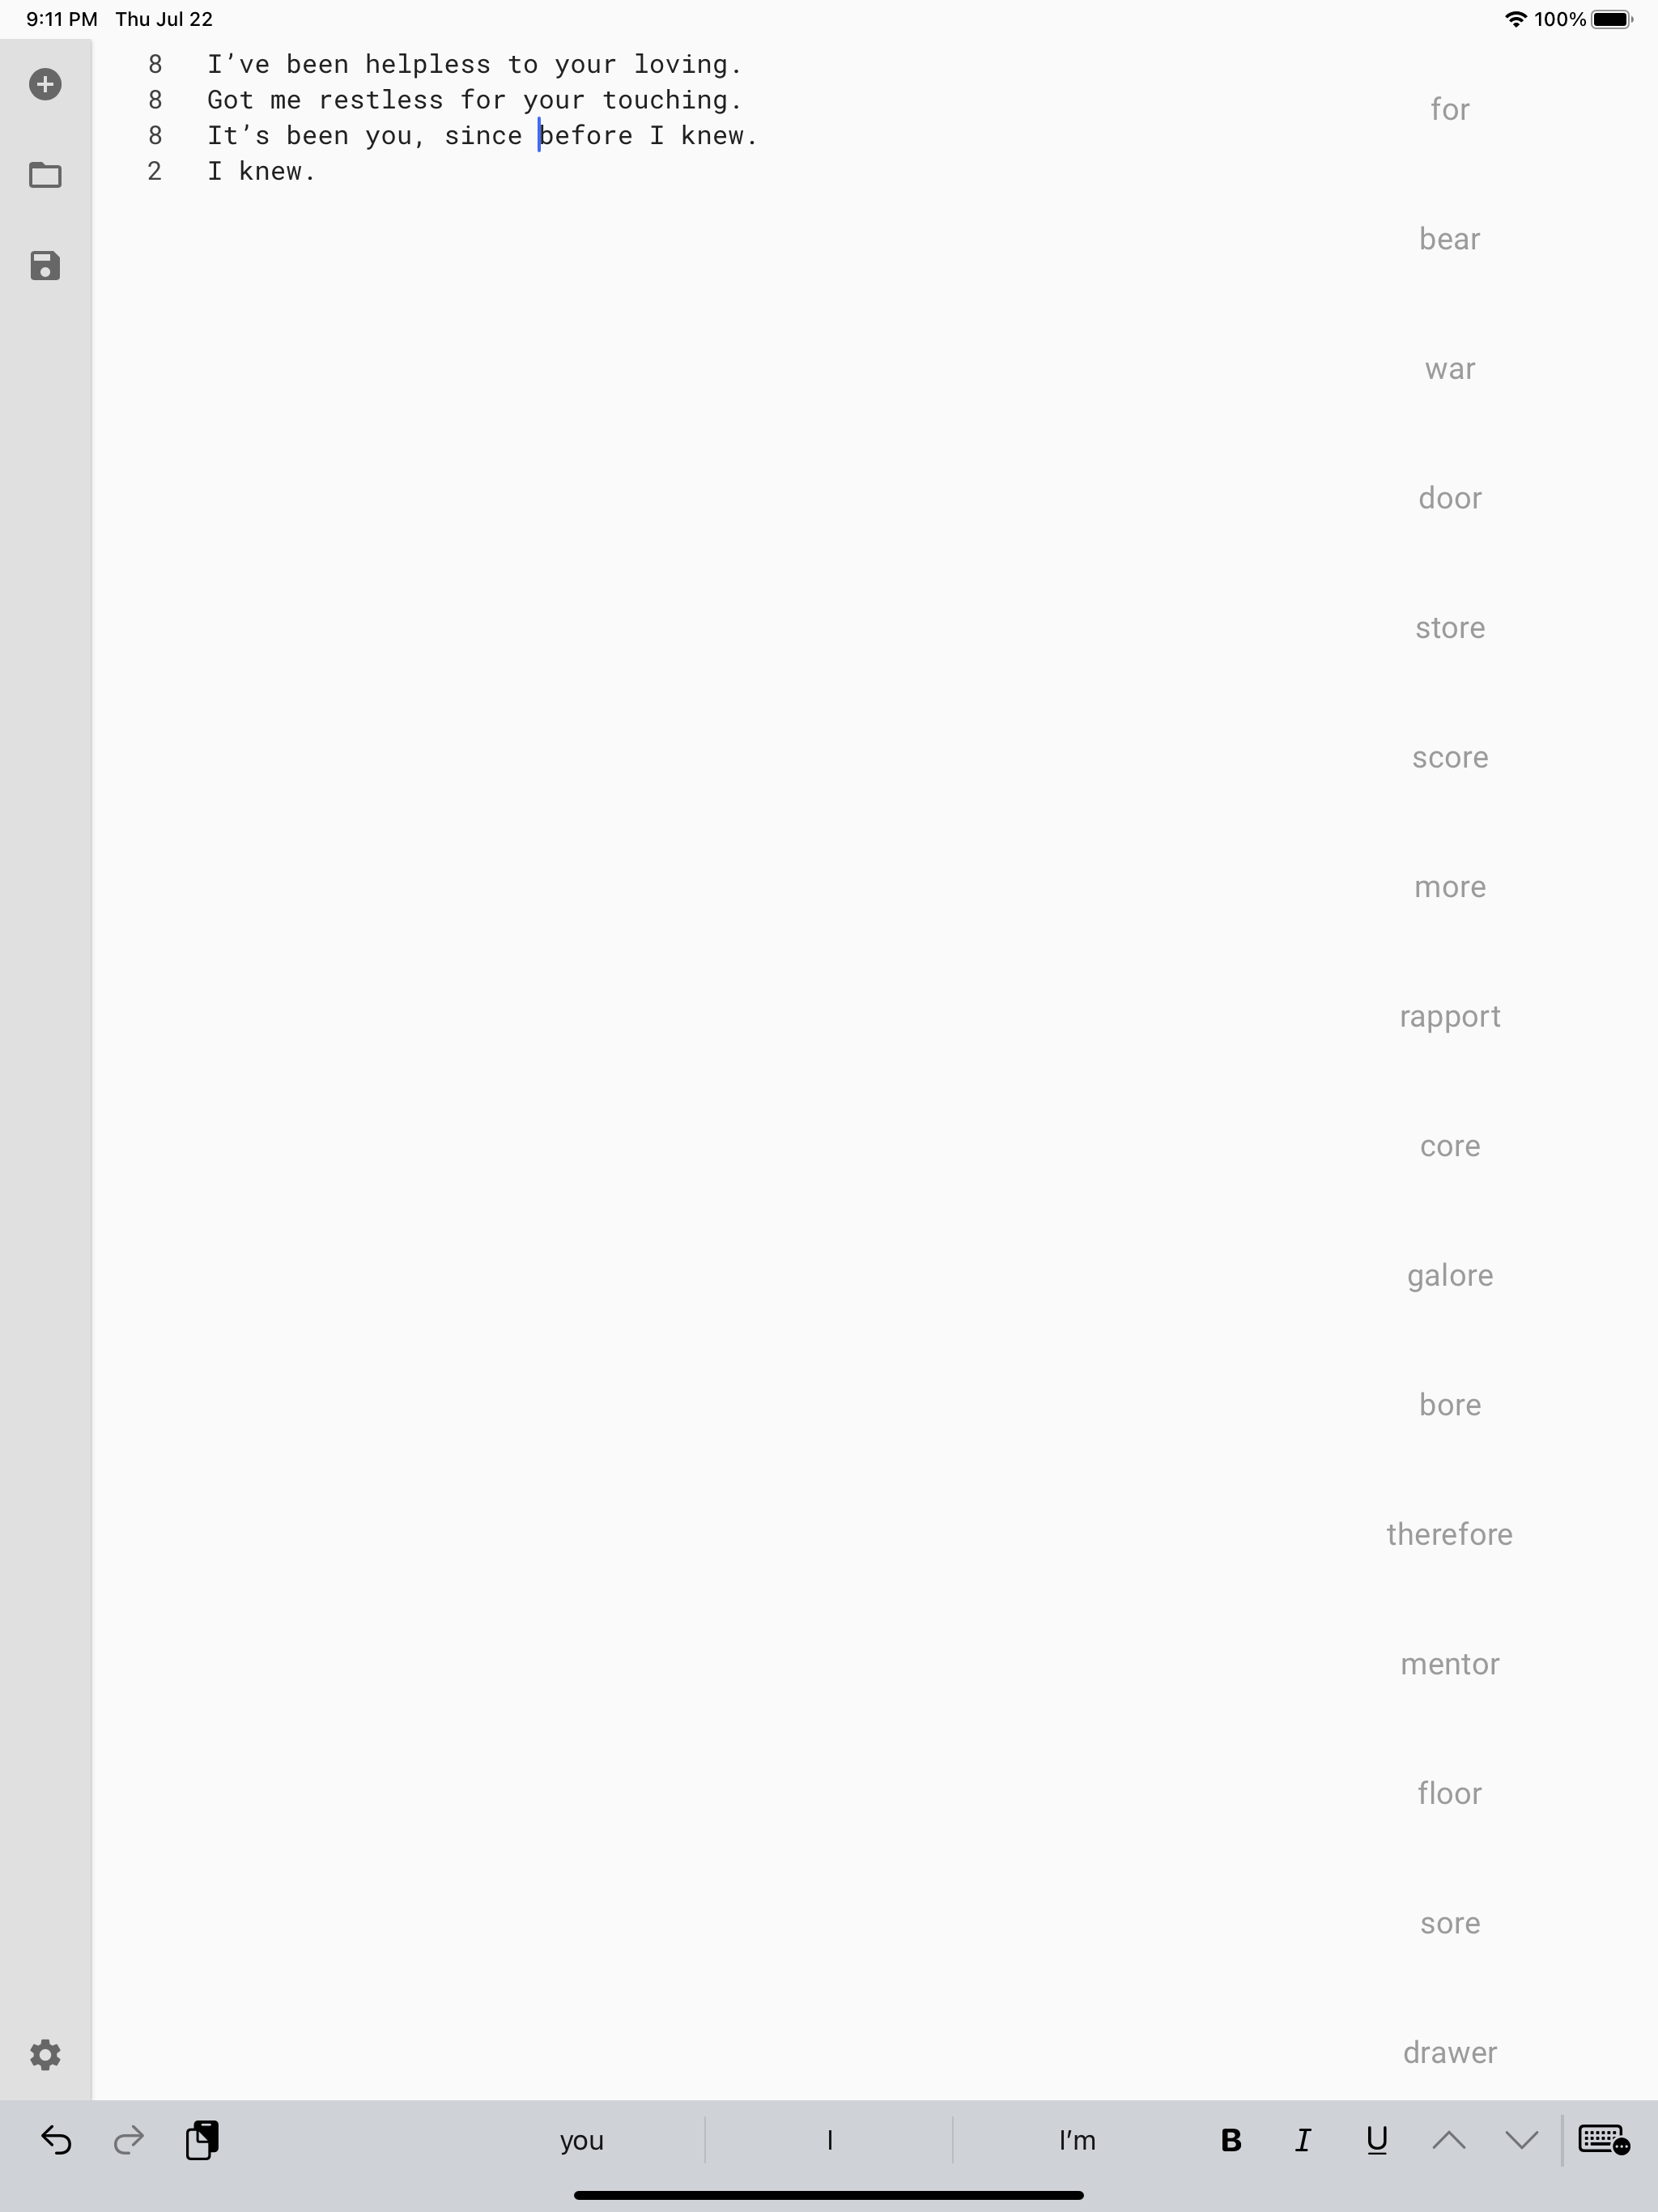 9:11 PM Thu Jul 22
100%
8 I’ve been helpless to your loving.
8 Got me restless for your touching.
8 It’s been you, since before I knew.
2 I knew.
for
bear
war
door
store
score
more
rapport
core
galore
bore
therefore
mentor
floor
sore
drawer
you I I’m B I U